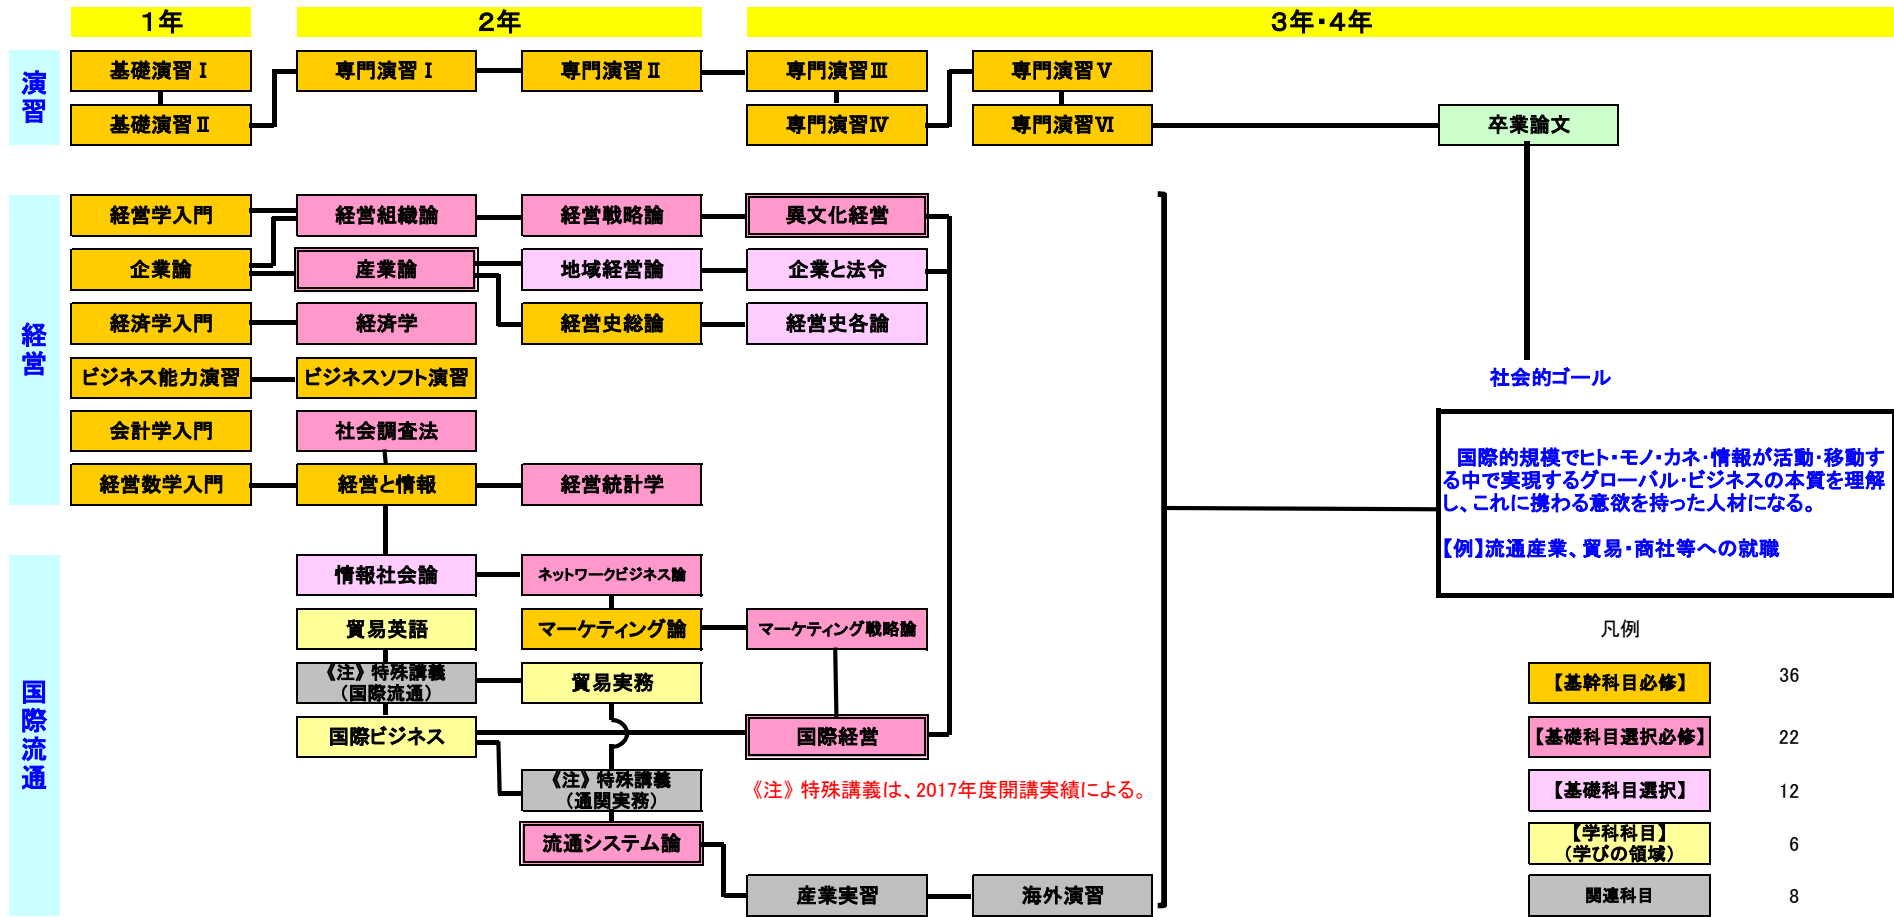 1年
2年
3年・4年
演習
基礎演習Ⅰ
専門演習Ⅰ
専門演習Ⅱ
専門演習Ⅲ
専門演習Ⅴ
基礎演習Ⅱ
専門演習Ⅳ
専門演習Ⅵ
卒業論文
経営
経営学入門
経営組織論
経営戦略論
異文化経営
企業論
産業論
地域経営論
企業と法令
経済学入門
経済学
経営史総論
経営史各論
ビジネス能力演習
ビジネスソフト演習
会計学入門
社会調査法
経営数学入門
経営と情報
経営統計学
社会的ゴール
国際的規模でヒト・モノ・カネ・情報が活動・移動す
る中で実現するグローバル・ビジネスの本質を理解
し、これに携わる意欲を持った人材になる。
【例】流通産業、貿易・商社等への就職
国際流通
情報社会論
ネットワークビジネス論
貿易英語
マーケティング論
マーケティング戦略論
《注》特殊講義
（国際流通）
貿易実務
国際ビジネス
国際経営
《注》特殊講義
（通関実務）
《注》特殊講義は、2017年度開講実績による。
流通システム論
産業実習
海外演習
凡例
【基幹科目必修】
36
【基礎科目選択必修】
22
【基礎科目選択】
12
【学科科目】
（学びの領域）
6
関連科目
8